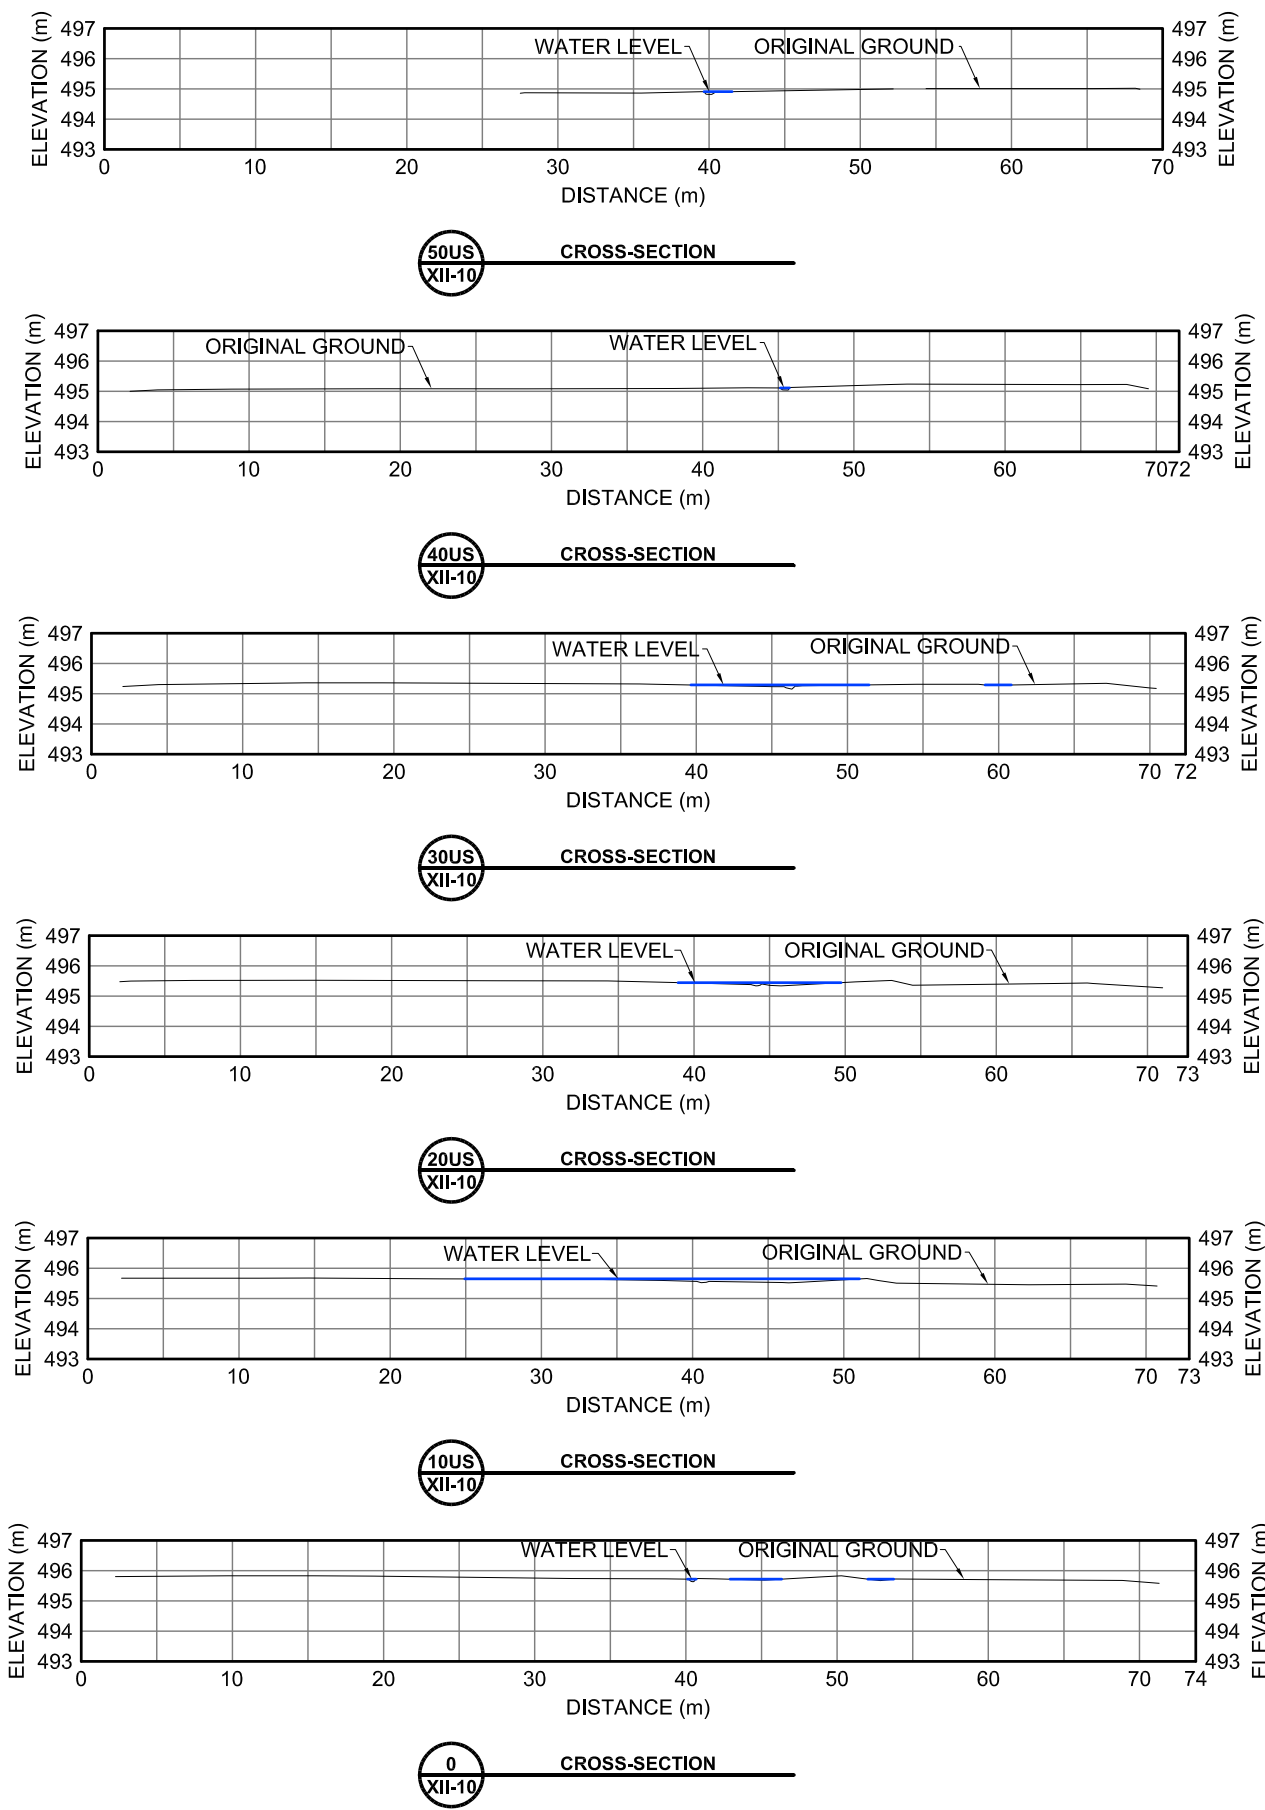 ELEVATION (m)
497
496
495
494
493
WATER LEVEL
ORIGINAL GROUND
497
496
495
494
493
ELEVATION (m)
0 10 20 30 40 50 60 70
DISTANCE (m)
50US
XII-10
CROSS-SECTION
ELEVATION (m)
497
496
495
494
493
ORIGINAL GROUND
WATER LEVEL
497
496
495
494
493
ELEVATION (m)
0 10 20 30 40 50 60 7072
DISTANCE (m)
40US
XII-10
CROSS-SECTION
ELEVATION (m)
497
496
495
494
493
WATER LEVEL
ORIGINAL GROUND
497
496
495
494
493
ELEVATION (m)
0 10 20 30 40 50 60 70 72
DISTANCE (m)
30US
XII-10
CROSS-SECTION
ELEVATION (m)
497
496
495
494
493
WATER LEVEL
ORIGINAL GROUND
497
496
495
494
493
ELEVATION (m)
0 10 20 30 40 50 60 70 73
DISTANCE (m)
20US
XII-10
CROSS-SECTION
ELEVATION (m)
497
496
495
494
493
WATER LEVEL
ORIGINAL GROUND
497
496
495
494
493
ELEVATION (m)
0 10 20 30 40 50 60 70 73
DISTANCE (m)
10US
XII-10
CROSS-SECTION
ELEVATION (m)
497
496
495
494
493
WATER LEVEL
ORIGINAL GROUND
497
496
495
494
493
ELEVATION (m)
0 10 20 30 40 50 60 70 74
DISTANCE (m)
0
XII-10
CROSS-SECTION